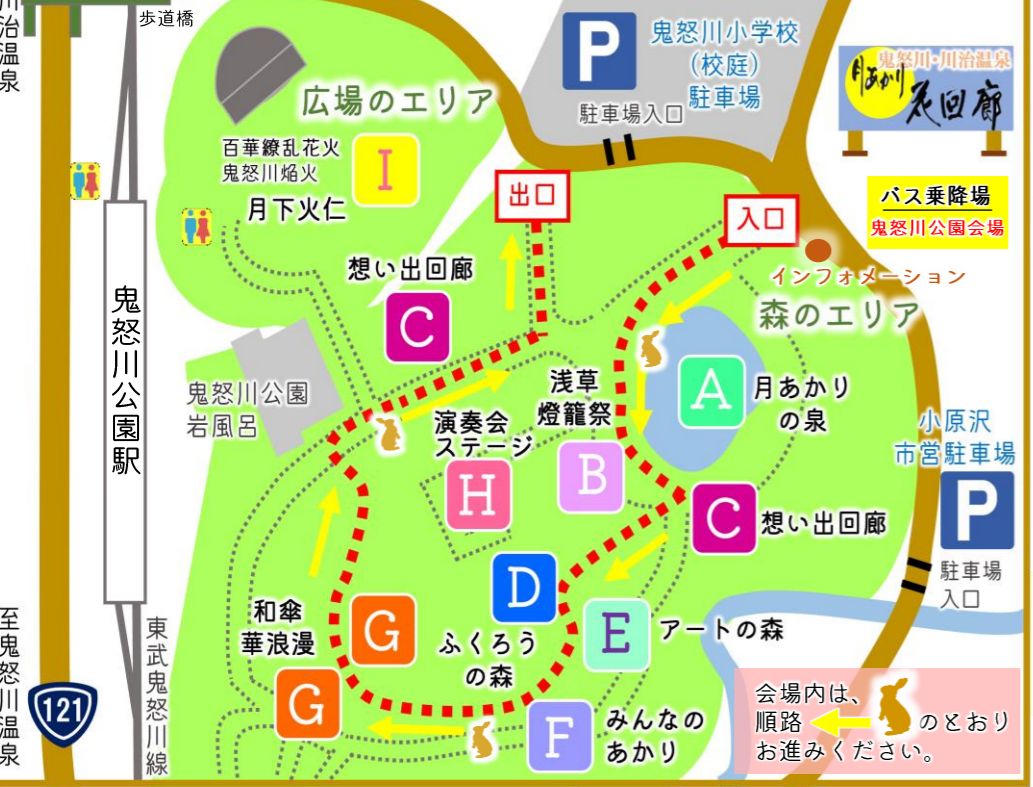 川治温泉
歩道橋
P
鬼怒川小学校
(校庭)
駐車場
駐車場入口
鬼怒川・川治温泉
月あかり
花回廊
広場のエリア
百華繚乱花火
鬼怒川焔火
月下火仁
I
出口
入口
バス乗降場
鬼怒川公園会場
インフォメーション
森のエリア
想い出回廊
C
鬼怒川公園駅
鬼怒川公園
岩風呂
浅草
燈籠祭
B
A
月あかり
の泉
演奏会
ステージ
H
小原沢
市営駐車場
P
駐車場
入口
C
想い出回廊
D
ふくろう
の森
E
アートの森
和傘
華浪漫
G
G
F
みんなの
あかり
至鬼怒川温泉
121
東武鬼怒川線
会場内は、
順路 のとおり
お進みください。